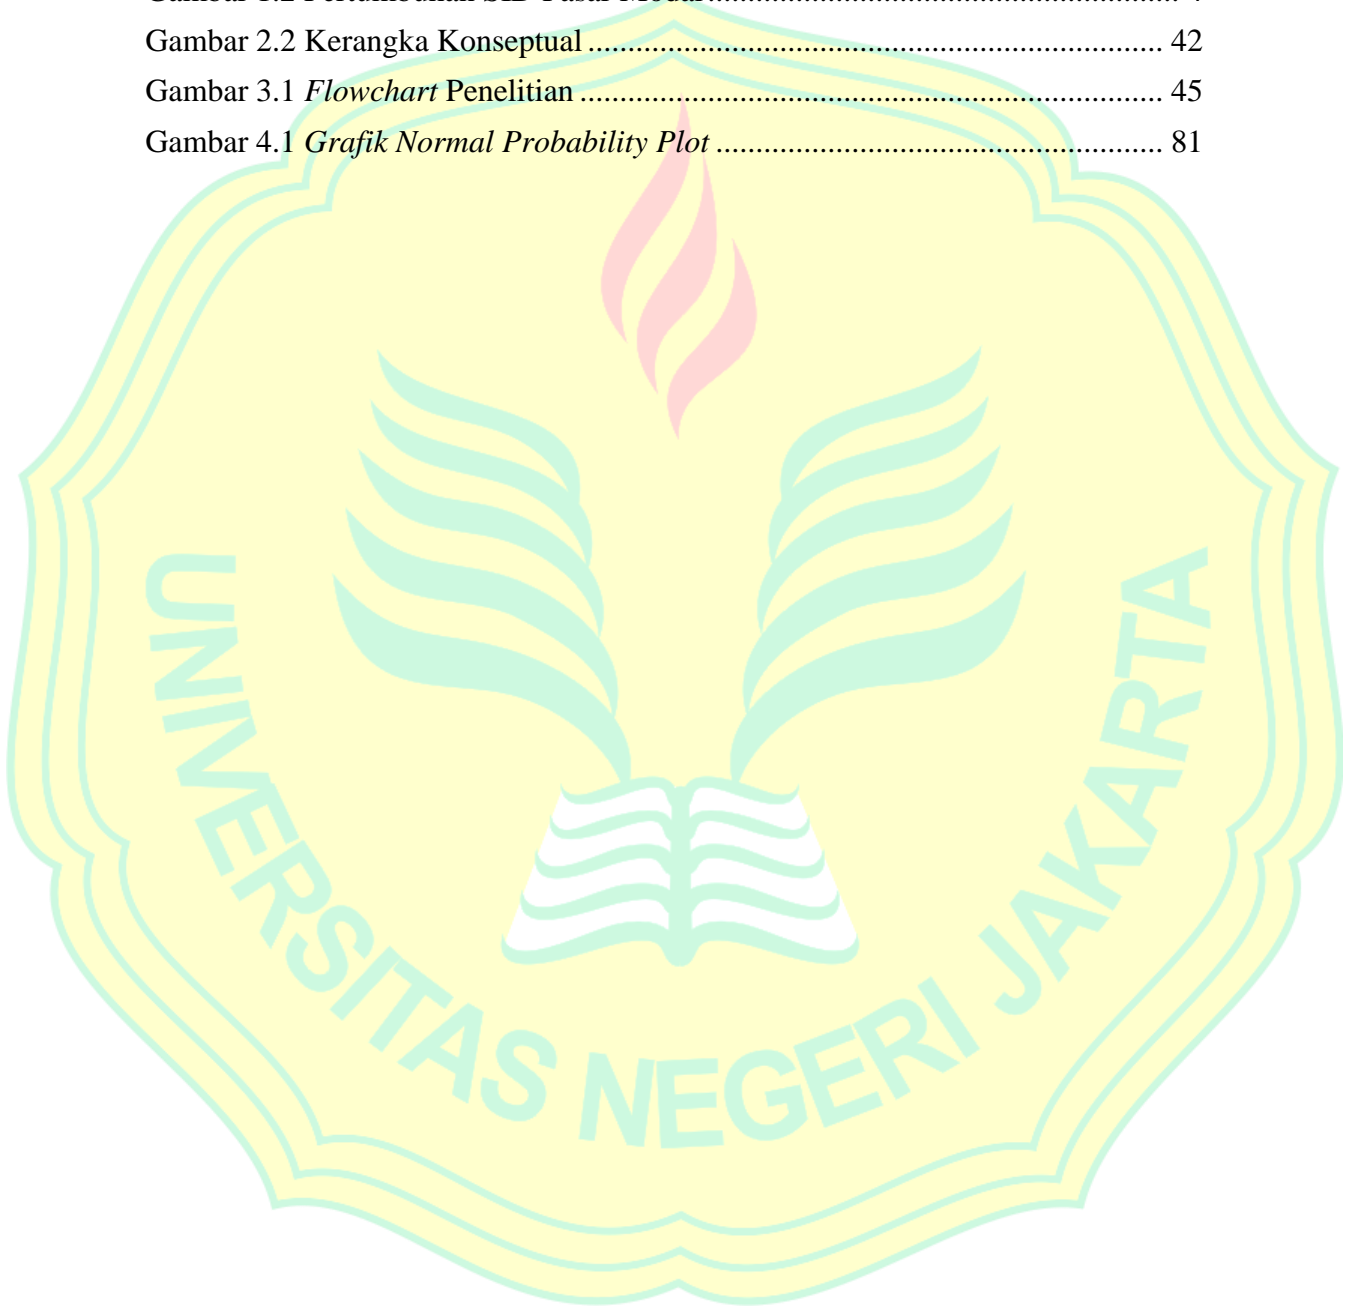 Gambar 2.2 Kerangka Konseptual ........................................................................ 42
Gambar 3.1 Flowchart Penelitian ......................................................................... 45
Gambar 4.1 Grafik Normal Probability Plot ........................................................ 81
UNIVERSITAS NEGERI JAKARTA